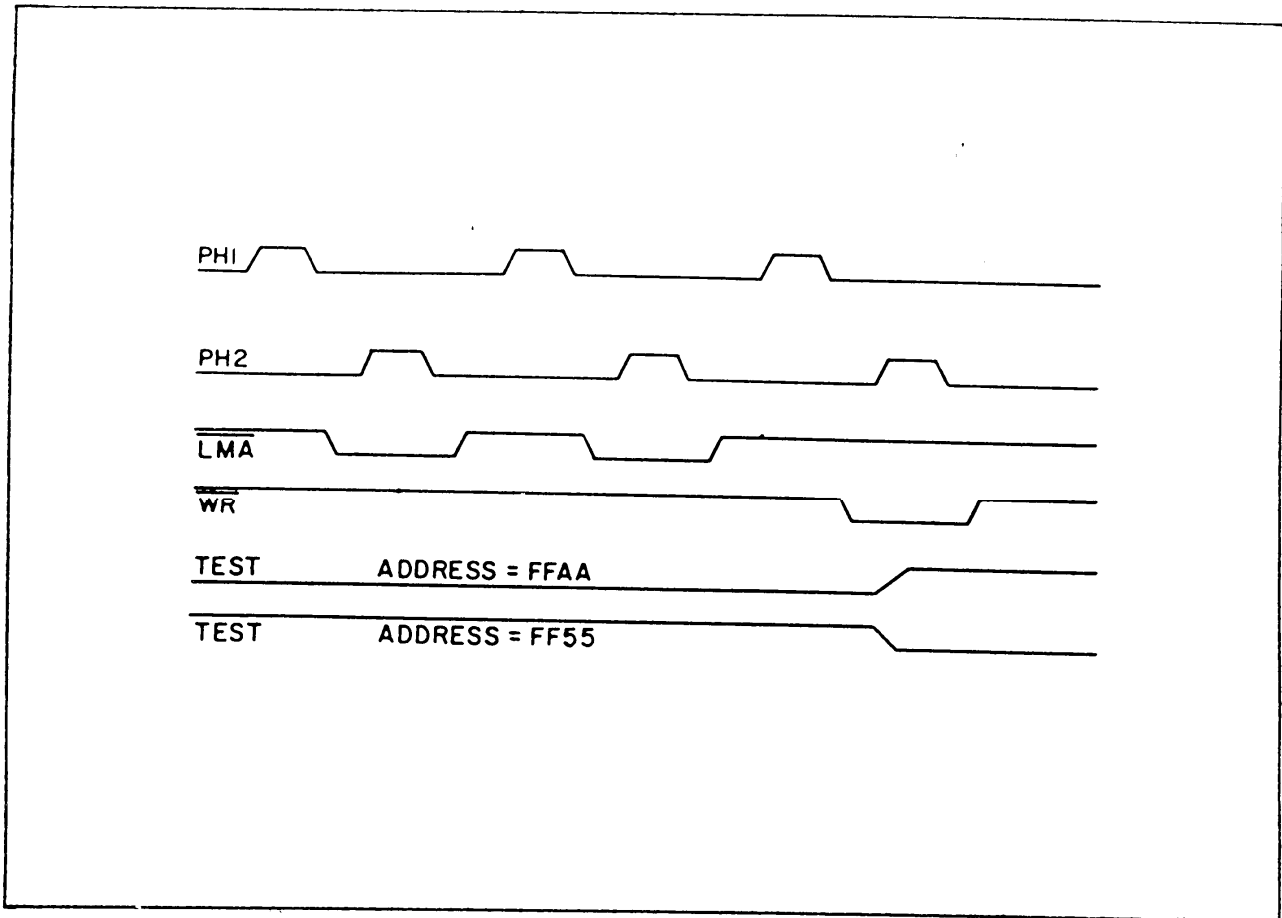 PH1
PH2
LMA
WR
TEST ADDRESS = FFAA
TEST ADDRESS = FF55